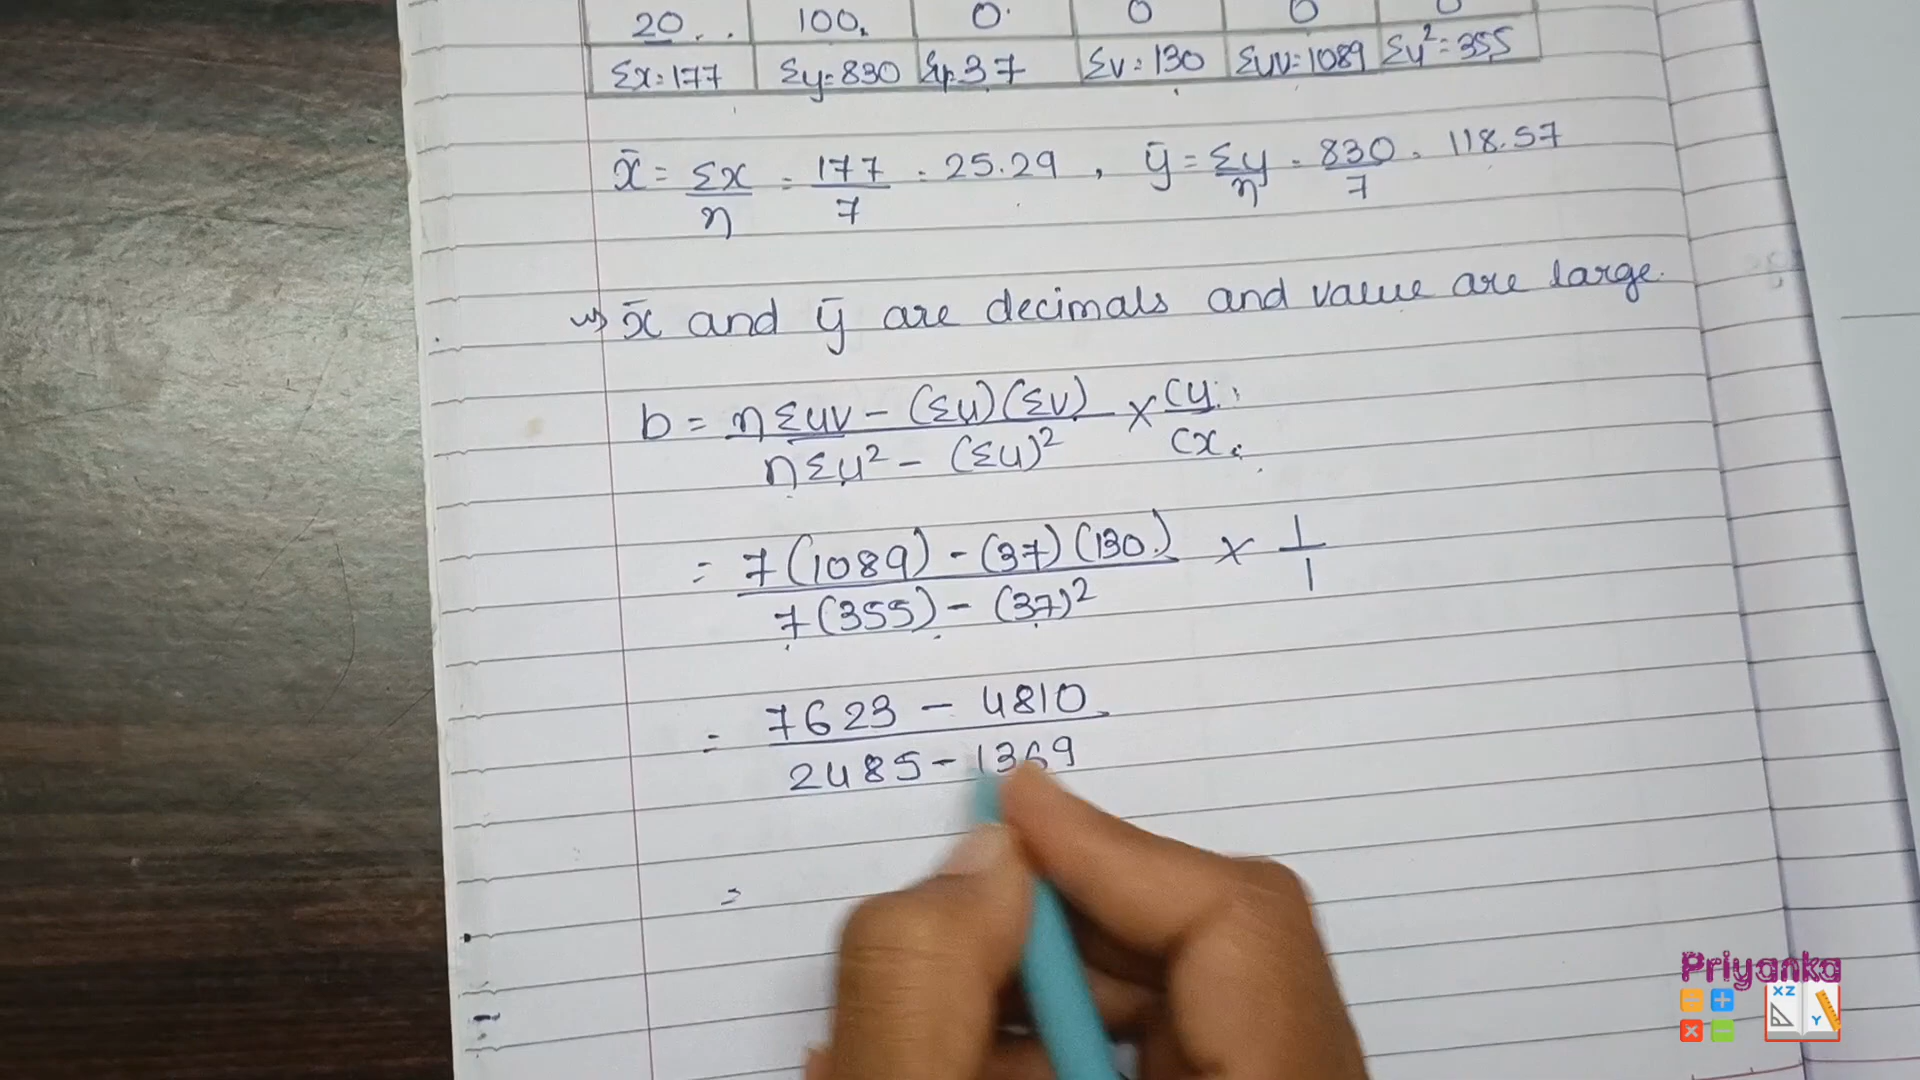 20.. 100. 0. 0 0 0
Σx=177 Σy=830 Σu=37 Σv=130 Σuv=1089 Σu²=355
x̄ = Σx/n = 177/7 = 25.29 , ȳ = Σy/n = 830/7 = 118.57
⇝ x̄ and ȳ are decimals and value are large.
b = nΣuv - (Σu)(Σv) / nΣu² - (Σu)² × Cy / Cx
= 7(1089) - (37)(130) / 7(355) - (37)² × 1/1
= 7623 - 4810 / 2485 - 1369
=
Priyanka
XZ
Y